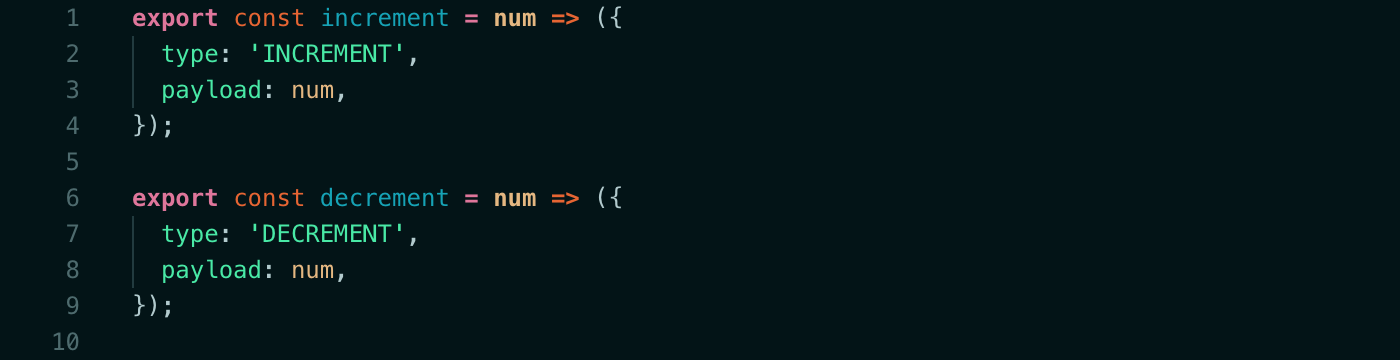 1 export const increment = num => ({
2   type: 'INCREMENT',
3   payload: num,
4 });
5
6 export const decrement = num => ({
7   type: 'DECREMENT',
8   payload: num,
9 });
10